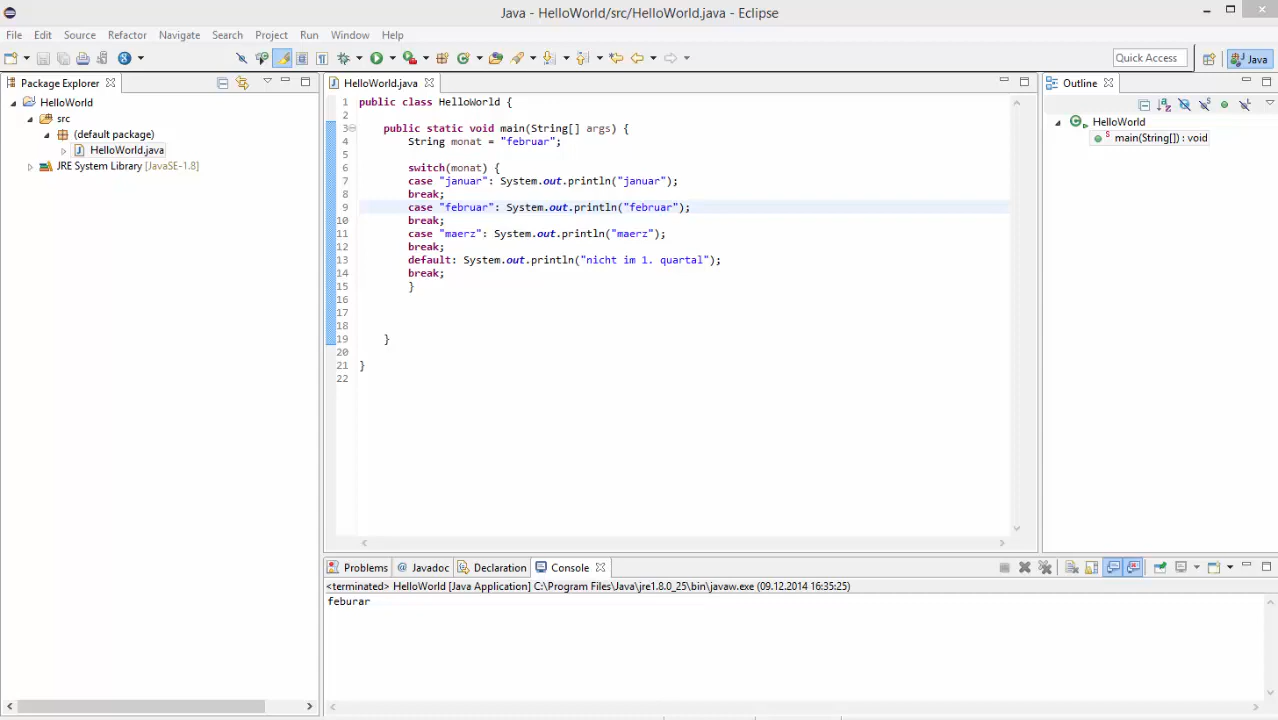 Java - HelloWorld/src/HelloWorld.java - Eclipse
File Edit Source Refactor Navigate Search Project Run Window Help
Quick Access
Java
Package Explorer
HelloWorld
src
(default package)
HelloWorld.java
JRE System Library [JavaSE-1.8]
HelloWorld.java
1 public class HelloWorld {
2
3 public static void main(String[] args) {
4 String monat = "februar";
5
6 switch(monat) {
7 case "januar": System.out.println("januar");
8 break;
9 case "februar": System.out.println("februar");
10 break;
11 case "maerz": System.out.println("maerz");
12 break;
13 default: System.out.println("nicht im 1. quartal");
14 break;
15 }
16
17
18
19 }
20
21 }
22
Outline
HelloWorld
main(String[]) : void
Problems @ Javadoc Declaration Console
<terminated> HelloWorld [Java Application] C:\Program Files\Java\jre1.8.0_25\bin\javaw.exe (09.12.2014 16:35:25)
feburar